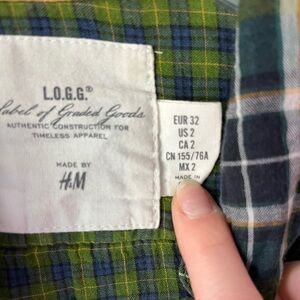 L.O.G.G.®
Label of Graded Goods
AUTHENTIC CONSTRUCTION FOR
TIMELESS APPAREL
MADE BY
H&M
EUR 32
US 2
CA 2
CN 155/76A
MX 2
MADE IN